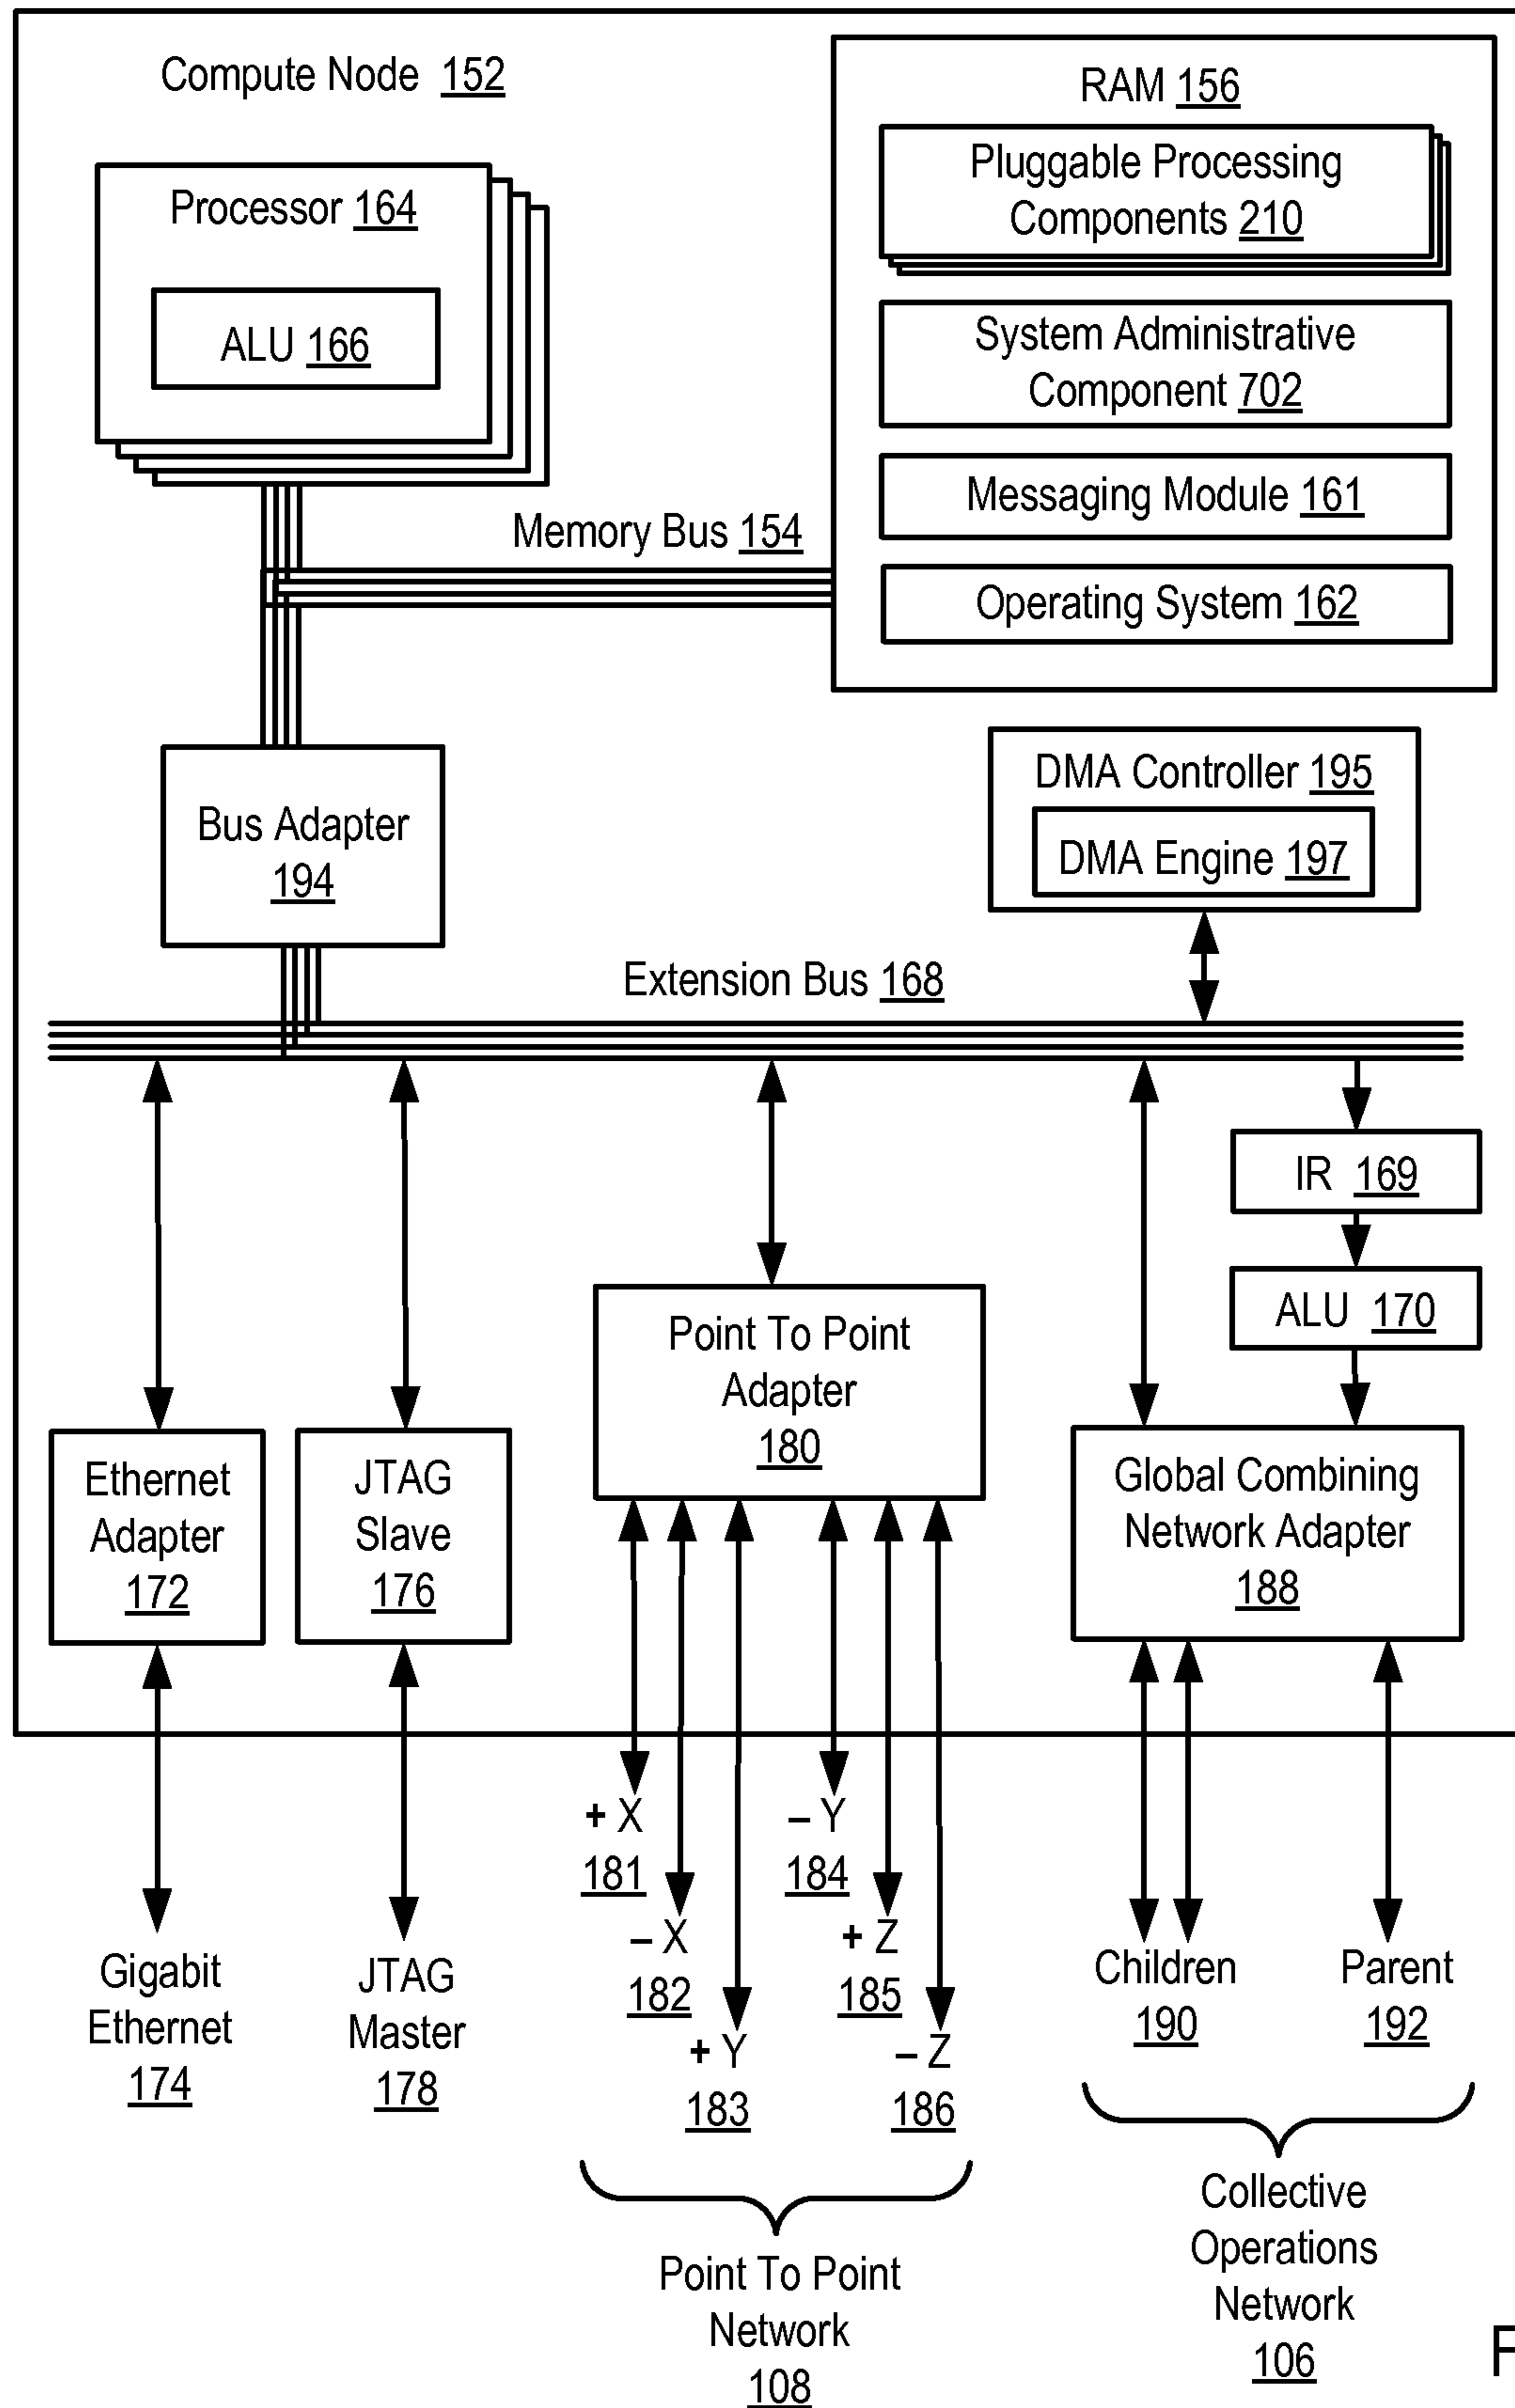 Compute Node 152
RAM 156
Pluggable Processing
Components 210
Processor 164
ALU 166
System Administrative
Component 702
Messaging Module 161
Memory Bus 154
Operating System 162
DMA Controller 195
DMA Engine 197
Bus Adapter
194
Extension Bus 168
IR 169
ALU 170
Point To Point
Adapter
180
Ethernet
Adapter
172
JTAG
Slave
176
Global Combining
Network Adapter
188
+ X
181
– X
182
+ Y
183
– Y
184
+ Z
185
– Z
186
Gigabit
Ethernet
174
JTAG
Master
178
Children
190
Parent
192
Point To Point
Network
108
Collective
Operations
Network
106
F